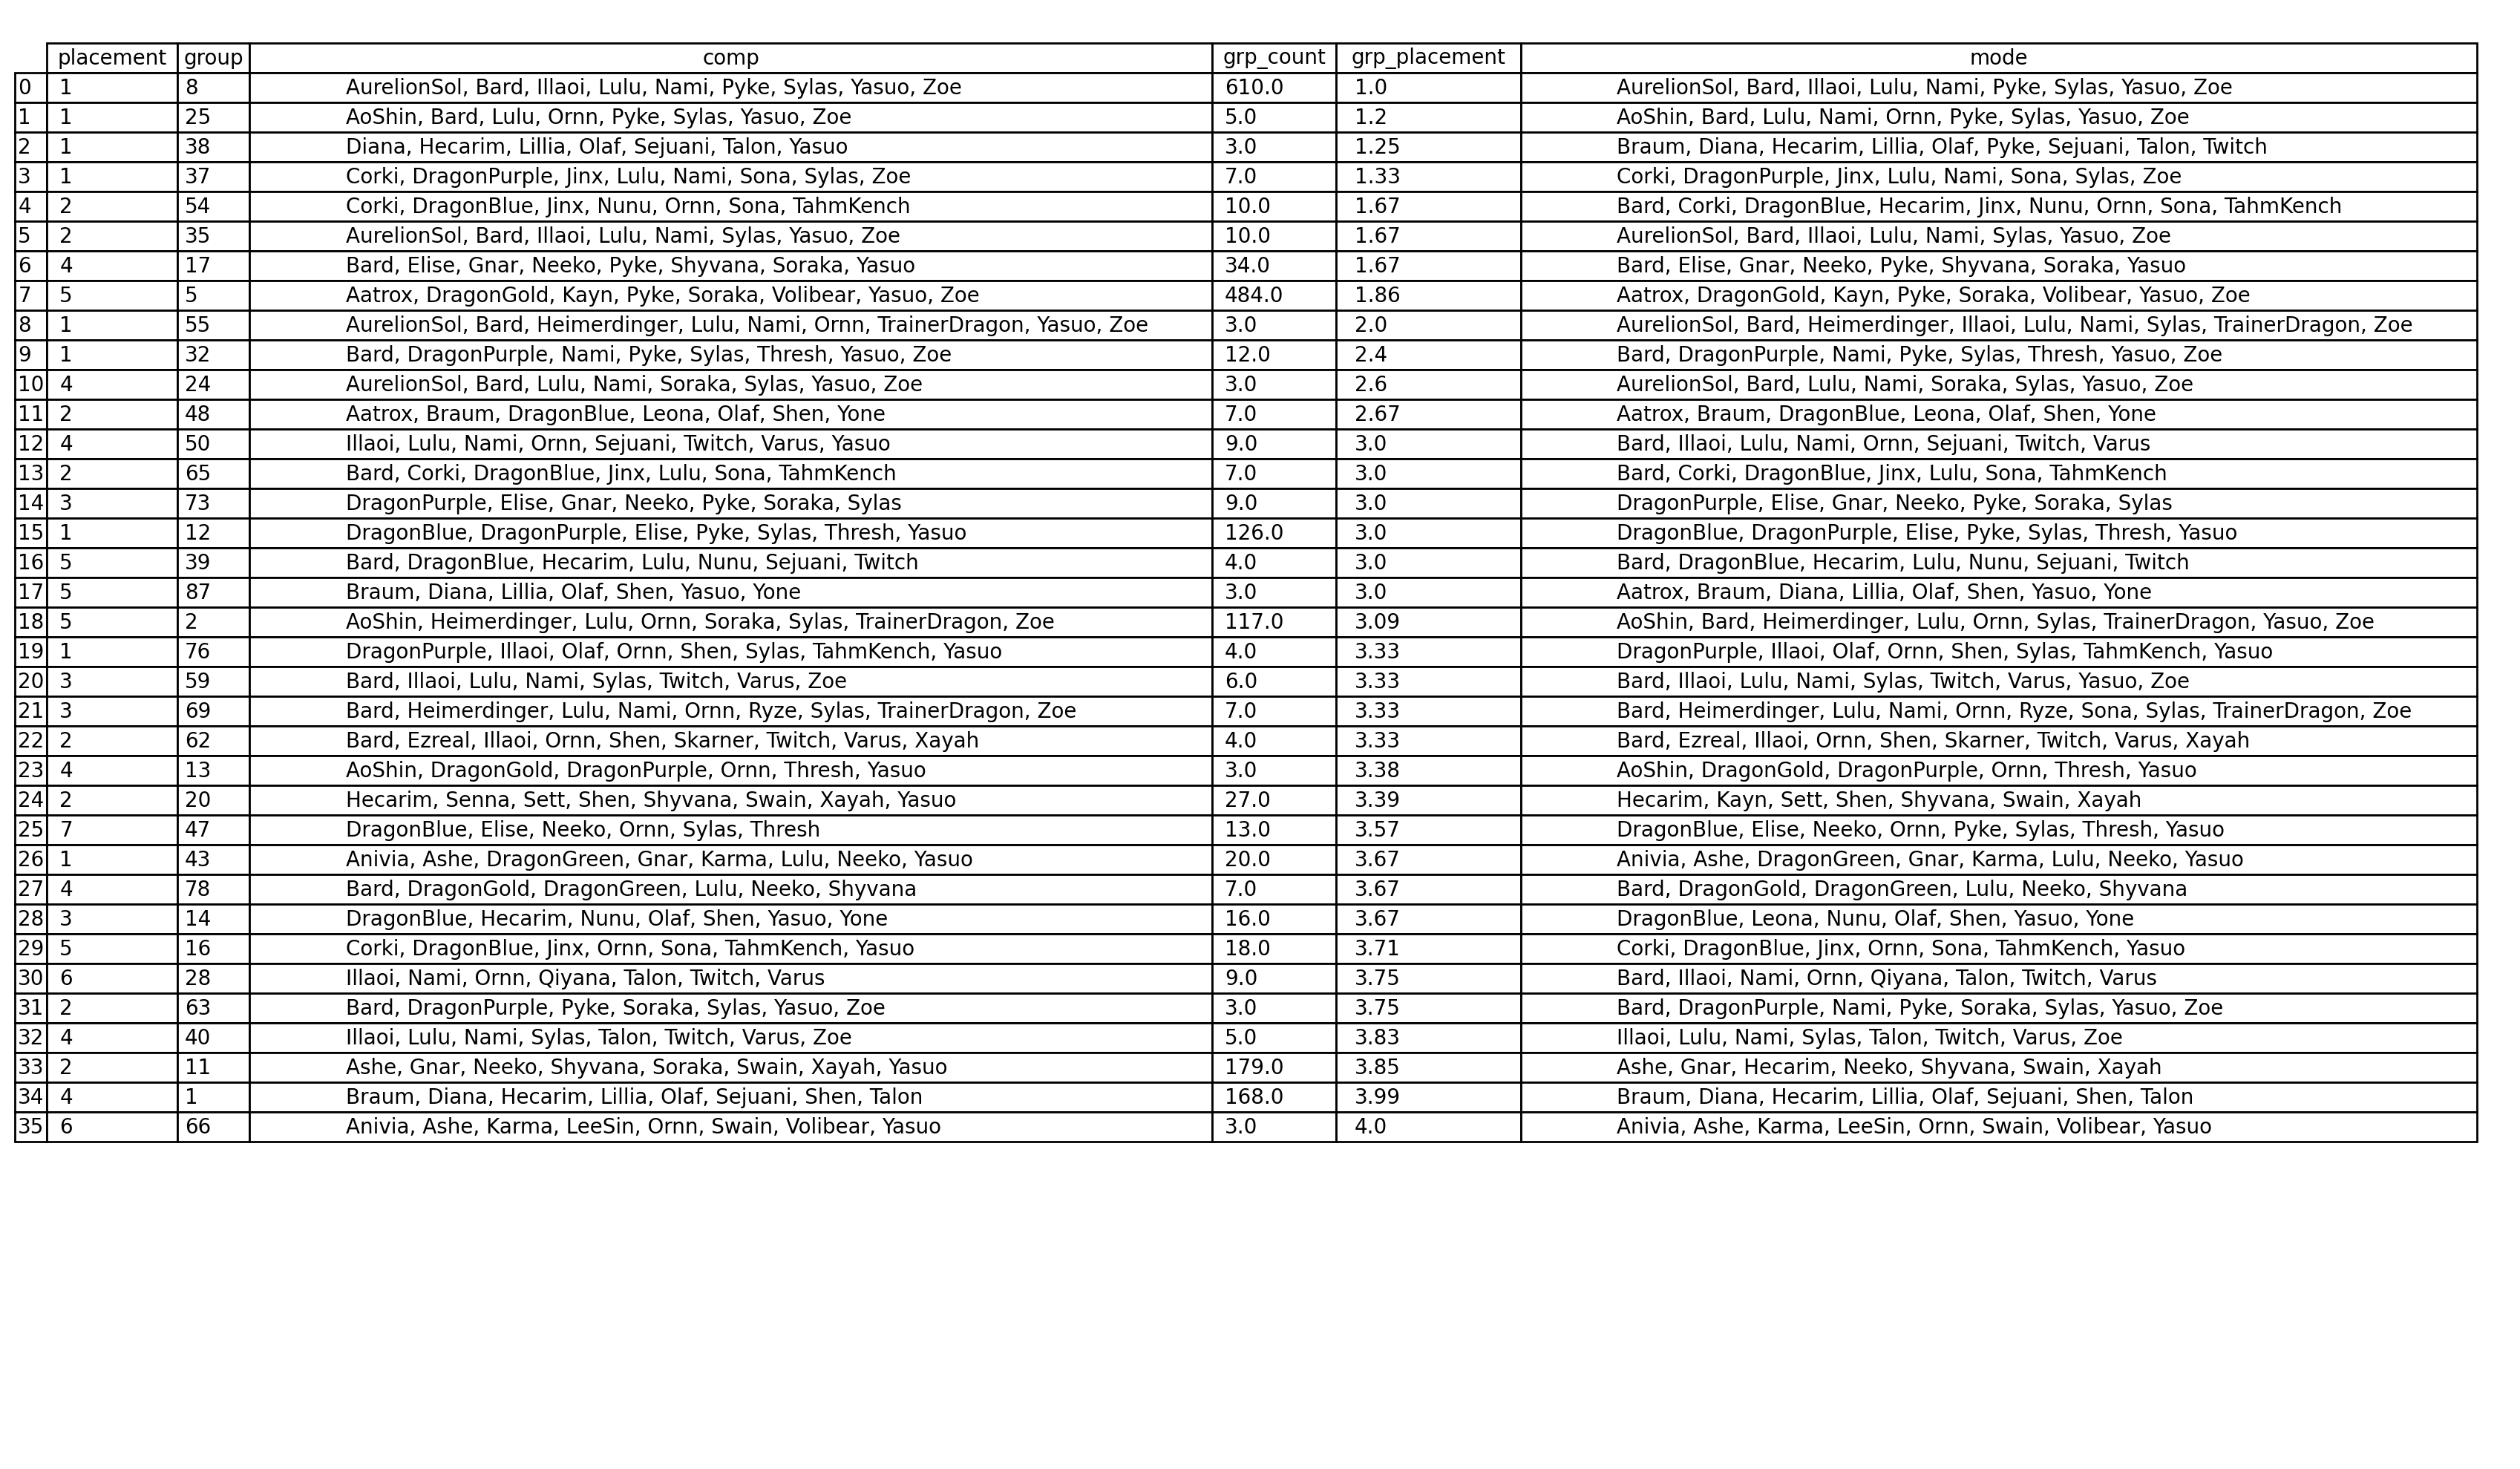 placement group comp grp_count grp_placement mode
0 1 8 AurelionSol, Bard, Illaoi, Lulu, Nami, Pyke, Sylas, Yasuo, Zoe 610.0 1.0 AurelionSol, Bard, Illaoi, Lulu, Nami, Pyke, Sylas, Yasuo, Zoe
1 1 25 AoShin, Bard, Lulu, Ornn, Pyke, Sylas, Yasuo, Zoe 5.0 1.2 AoShin, Bard, Lulu, Nami, Ornn, Pyke, Sylas, Yasuo, Zoe
2 1 38 Diana, Hecarim, Lillia, Olaf, Sejuani, Talon, Yasuo 3.0 1.25 Braum, Diana, Hecarim, Lillia, Olaf, Pyke, Sejuani, Talon, Twitch
3 1 37 Corki, DragonPurple, Jinx, Lulu, Nami, Sona, Sylas, Zoe 7.0 1.33 Corki, DragonPurple, Jinx, Lulu, Nami, Sona, Sylas, Zoe
4 2 54 Corki, DragonBlue, Jinx, Nunu, Ornn, Sona, TahmKench 10.0 1.67 Bard, Corki, DragonBlue, Hecarim, Jinx, Nunu, Ornn, Sona, TahmKench
5 2 35 AurelionSol, Bard, Illaoi, Lulu, Nami, Sylas, Yasuo, Zoe 10.0 1.67 AurelionSol, Bard, Illaoi, Lulu, Nami, Sylas, Yasuo, Zoe
6 4 17 Bard, Elise, Gnar, Neeko, Pyke, Shyvana, Soraka, Yasuo 34.0 1.67 Bard, Elise, Gnar, Neeko, Pyke, Shyvana, Soraka, Yasuo
7 5 5 Aatrox, DragonGold, Kayn, Pyke, Soraka, Volibear, Yasuo, Zoe 484.0 1.86 Aatrox, DragonGold, Kayn, Pyke, Soraka, Volibear, Yasuo, Zoe
8 1 55 AurelionSol, Bard, Heimerdinger, Lulu, Nami, Ornn, TrainerDragon, Yasuo, Zoe 3.0 2.0 AurelionSol, Bard, Heimerdinger, Illaoi, Lulu, Nami, Sylas, TrainerDragon, Zoe
9 1 32 Bard, DragonPurple, Nami, Pyke, Sylas, Thresh, Yasuo, Zoe 12.0 2.4 Bard, DragonPurple, Nami, Pyke, Sylas, Thresh, Yasuo, Zoe
10 4 24 AurelionSol, Bard, Lulu, Nami, Soraka, Sylas, Yasuo, Zoe 3.0 2.6 AurelionSol, Bard, Lulu, Nami, Soraka, Sylas, Yasuo, Zoe
11 2 48 Aatrox, Braum, DragonBlue, Leona, Olaf, Shen, Yone 7.0 2.67 Aatrox, Braum, DragonBlue, Leona, Olaf, Shen, Yone
12 4 50 Illaoi, Lulu, Nami, Ornn, Sejuani, Twitch, Varus, Yasuo 9.0 3.0 Bard, Illaoi, Lulu, Nami, Ornn, Sejuani, Twitch, Varus
13 2 65 Bard, Corki, DragonBlue, Jinx, Lulu, Sona, TahmKench 7.0 3.0 Bard, Corki, DragonBlue, Jinx, Lulu, Sona, TahmKench
14 3 73 DragonPurple, Elise, Gnar, Neeko, Pyke, Soraka, Sylas 9.0 3.0 DragonPurple, Elise, Gnar, Neeko, Pyke, Soraka, Sylas
15 1 12 DragonBlue, DragonPurple, Elise, Pyke, Sylas, Thresh, Yasuo 126.0 3.0 DragonBlue, DragonPurple, Elise, Pyke, Sylas, Thresh, Yasuo
16 5 39 Bard, DragonBlue, Hecarim, Lulu, Nunu, Sejuani, Twitch 4.0 3.0 Bard, DragonBlue, Hecarim, Lulu, Nunu, Sejuani, Twitch
17 5 87 Braum, Diana, Lillia, Olaf, Shen, Yasuo, Yone 3.0 3.0 Aatrox, Braum, Diana, Lillia, Olaf, Shen, Yasuo, Yone
18 5 2 AoShin, Heimerdinger, Lulu, Ornn, Soraka, Sylas, TrainerDragon, Zoe 117.0 3.09 AoShin, Bard, Heimerdinger, Lulu, Ornn, Sylas, TrainerDragon, Yasuo, Zoe
19 1 76 DragonPurple, Illaoi, Olaf, Ornn, Shen, Sylas, TahmKench, Yasuo 4.0 3.33 DragonPurple, Illaoi, Olaf, Ornn, Shen, Sylas, TahmKench, Yasuo
20 3 59 Bard, Illaoi, Lulu, Nami, Sylas, Twitch, Varus, Zoe 6.0 3.33 Bard, Illaoi, Lulu, Nami, Sylas, Twitch, Varus, Yasuo, Zoe
21 3 69 Bard, Heimerdinger, Lulu, Nami, Ornn, Ryze, Sylas, TrainerDragon, Zoe 7.0 3.33 Bard, Heimerdinger, Lulu, Nami, Ornn, Ryze, Sona, Sylas, TrainerDragon, Zoe
22 2 62 Bard, Ezreal, Illaoi, Ornn, Shen, Skarner, Twitch, Varus, Xayah 4.0 3.33 Bard, Ezreal, Illaoi, Ornn, Shen, Skarner, Twitch, Varus, Xayah
23 4 13 AoShin, DragonGold, DragonPurple, Ornn, Thresh, Yasuo 3.0 3.38 AoShin, DragonGold, DragonPurple, Ornn, Thresh, Yasuo
24 2 20 Hecarim, Senna, Sett, Shen, Shyvana, Swain, Xayah, Yasuo 27.0 3.39 Hecarim, Kayn, Sett, Shen, Shyvana, Swain, Xayah
25 7 47 DragonBlue, Elise, Neeko, Ornn, Sylas, Thresh 13.0 3.57 DragonBlue, Elise, Neeko, Ornn, Pyke, Sylas, Thresh, Yasuo
26 1 43 Anivia, Ashe, DragonGreen, Gnar, Karma, Lulu, Neeko, Yasuo 20.0 3.67 Anivia, Ashe, DragonGreen, Gnar, Karma, Lulu, Neeko, Yasuo
27 4 78 Bard, DragonGold, DragonGreen, Lulu, Neeko, Shyvana 7.0 3.67 Bard, DragonGold, DragonGreen, Lulu, Neeko, Shyvana
28 3 14 DragonBlue, Hecarim, Nunu, Olaf, Shen, Yasuo, Yone 16.0 3.67 DragonBlue, Leona, Nunu, Olaf, Shen, Yasuo, Yone
29 5 16 Corki, DragonBlue, Jinx, Ornn, Sona, TahmKench, Yasuo 18.0 3.71 Corki, DragonBlue, Jinx, Ornn, Sona, TahmKench, Yasuo
30 6 28 Illaoi, Nami, Ornn, Qiyana, Talon, Twitch, Varus 9.0 3.75 Bard, Illaoi, Nami, Ornn, Qiyana, Talon, Twitch, Varus
31 2 63 Bard, DragonPurple, Pyke, Soraka, Sylas, Yasuo, Zoe 3.0 3.75 Bard, DragonPurple, Nami, Pyke, Soraka, Sylas, Yasuo, Zoe
32 4 40 Illaoi, Lulu, Nami, Sylas, Talon, Twitch, Varus, Zoe 5.0 3.83 Illaoi, Lulu, Nami, Sylas, Talon, Twitch, Varus, Zoe
33 2 11 Ashe, Gnar, Neeko, Shyvana, Soraka, Swain, Xayah, Yasuo 179.0 3.85 Ashe, Gnar, Hecarim, Neeko, Shyvana, Swain, Xayah
34 4 1 Braum, Diana, Hecarim, Lillia, Olaf, Sejuani, Shen, Talon 168.0 3.99 Braum, Diana, Hecarim, Lillia, Olaf, Sejuani, Shen, Talon
35 6 66 Anivia, Ashe, Karma, LeeSin, Ornn, Swain, Volibear, Yasuo 3.0 4.0 Anivia, Ashe, Karma, LeeSin, Ornn, Swain, Volibear, Yasuo